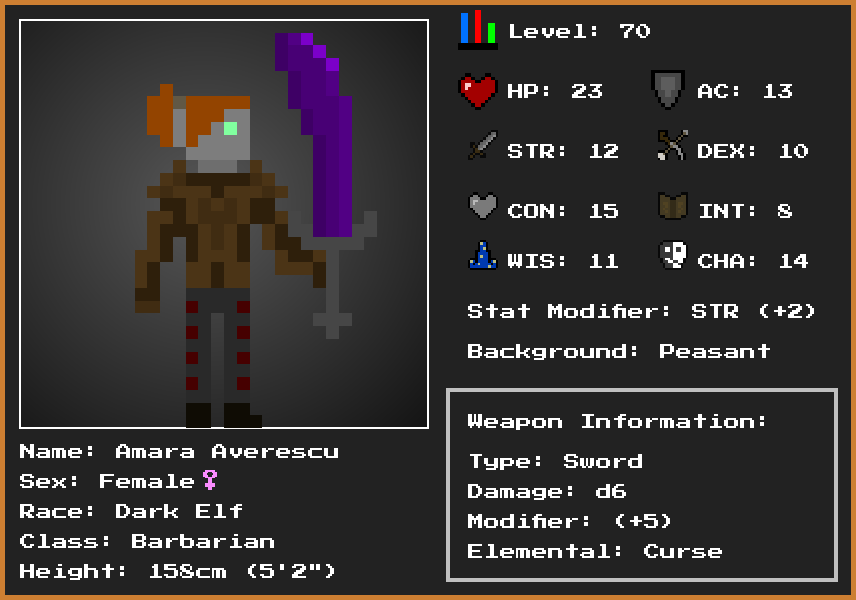 Level: 70
HP: 23
AC: 13
STR: 12
DEX: 10
CON: 15
INT: 8
WIS: 11
CHA: 14
Stat Modifier: STR (+2)
Background: Peasant
Name: Amara Averescu
Sex: Female♀
Race: Dark Elf
Class: Barbarian
Height: 158cm (5'2")
Weapon Information:
Type: Sword
Damage: d6
Modifier: (+5)
Elemental: Curse